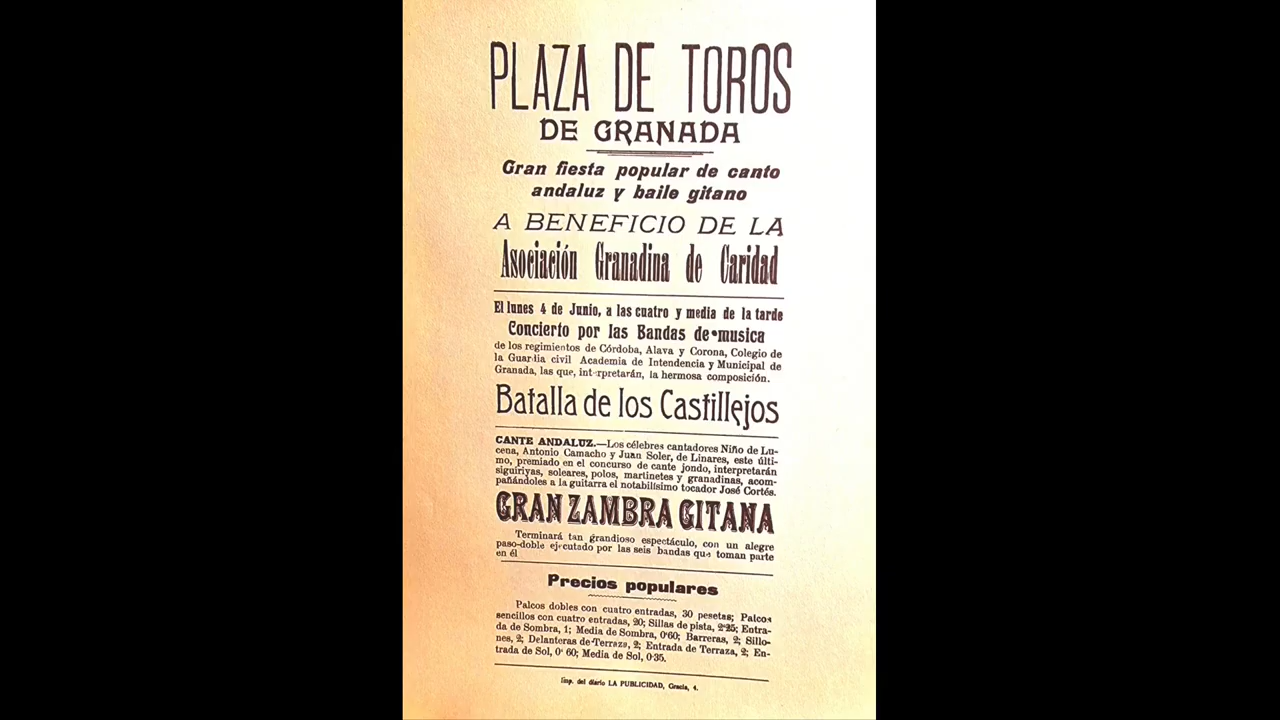 PLAZA DE TOROS
DE GRANADA
Gran fiesta popular de canto
andaluz y baile gitano
A BENEFICIO DE LA
Asociación Granadina de Caridad
El lunes 4 de Junio, a las cuatro y media de la tarde
Concierto por las Bandas de musica
de los regimientos de Córdoba, Alava y Corona, Colegio de
la Guardia civil Academia de Intendencia y Municipal de
Granada, las que, interpretarán, la hermosa composición.
Batalla de los Castillejos
CANTE ANDALUZ.—Los célebres cantadores Niño de Lu-
cena, Antonio Camacho y Juan Soler, de Linares, este últi-
mo, premiado en el concurso de cante jondo, interpretarán
siguiriyas, soleares, polos, martinetes y granadinas, acom-
pañándoles a la guitarra el notabilísimo tocador José Cortés.
GRAN ZAMBRA GITANA
Terminará tan grandioso espectáculo, con un alegre
paso-doble ejecutado por las seis bandas que toman parte
en él
Precios populares
Palcos dobles con cuatro entradas, 30 pesetas; Palcos
sencillos con cuatro entradas, 20; Sillas de pista, 2'25; Entra-
da de Sombra, 1; Media de Sombra, 0'60; Barreras, 2; Sillo-
nes, 2; Delanteras de Terraza, 2; Entrada de Terraza, 2; En-
trada de Sol, 0'60; Media de Sol, 0'35.
Imp. del diario LA PUBLICIDAD, Gracia, 4.